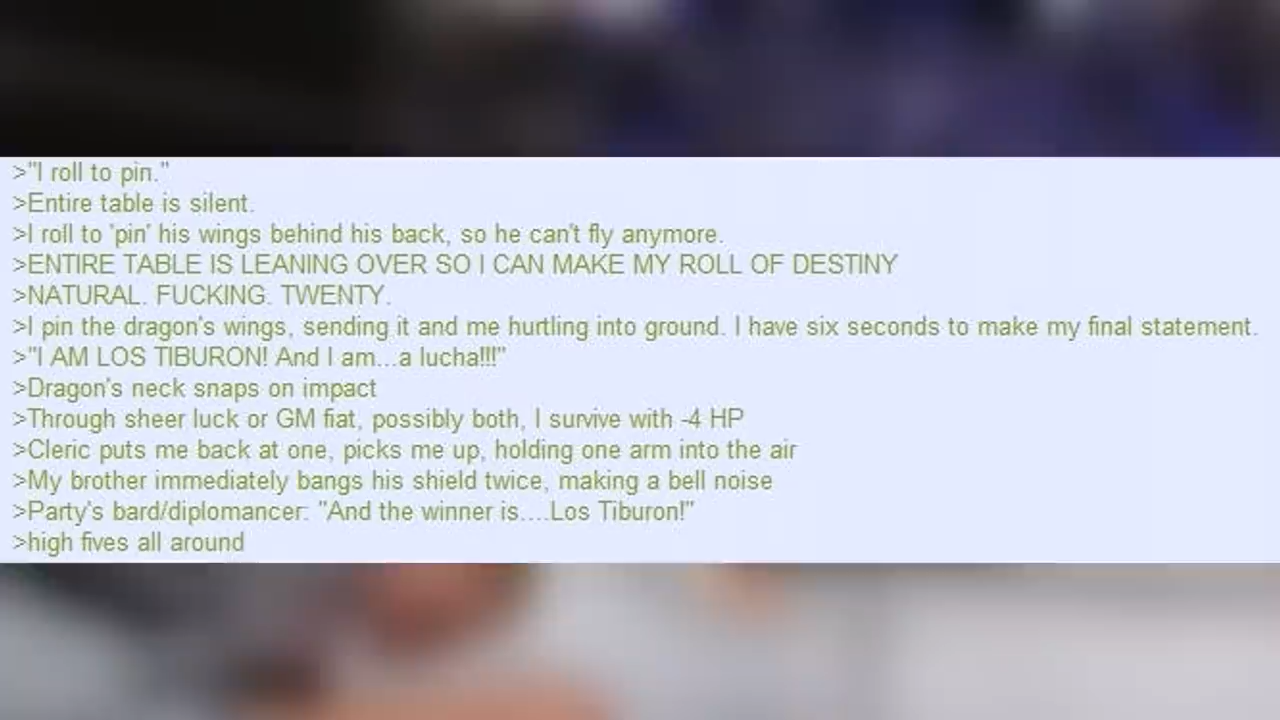 >"I roll to pin."
>Entire table is silent.
>I roll to 'pin' his wings behind his back, so he can't fly anymore.
>ENTIRE TABLE IS LEANING OVER SO I CAN MAKE MY ROLL OF DESTINY
>NATURAL. FUCKING. TWENTY.
>I pin the dragon's wings, sending it and me hurtling into ground. I have six seconds to make my final statement.
>"I AM LOS TIBURON! And I am...a lucha!!!"
>Dragon's neck snaps on impact
>Through sheer luck or GM fiat, possibly both, I survive with -4 HP
>Cleric puts me back at one, picks me up, holding one arm into the air
>My brother immediately bangs his shield twice, making a bell noise
>Party's bard/diplomancer: "And the winner is....Los Tiburon!"
>high fives all around